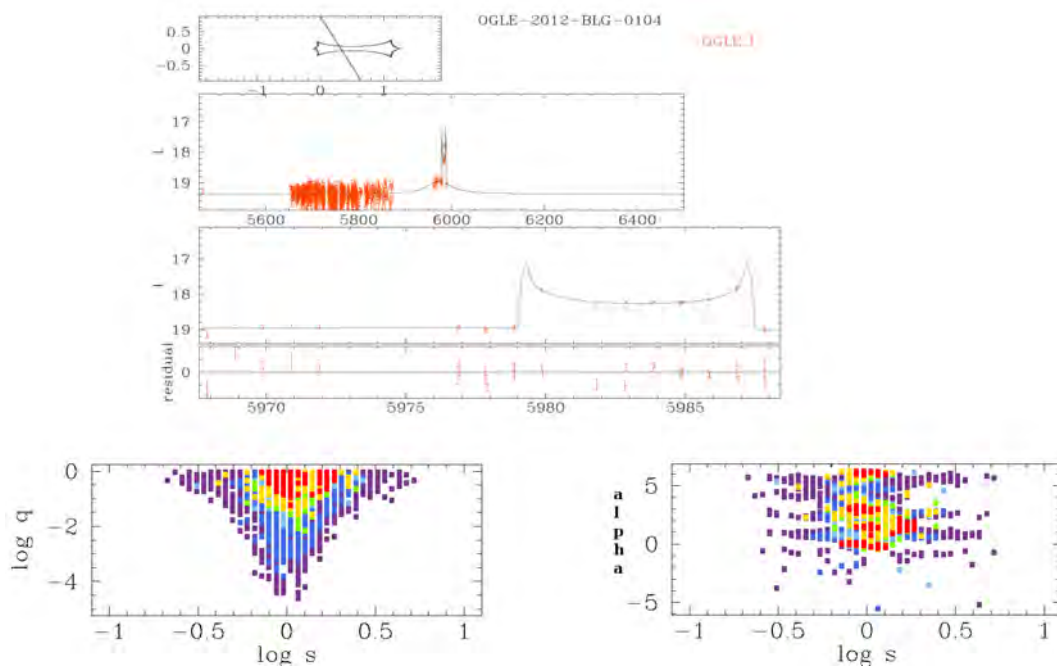 OGLE-2012-BLG-0104
OGLE I
0.5
0
-0.5
-1 0 1
17
18
19
I
5600 5800 6000 6200 6400
17
18
19
I
residual
0
5970 5975 5980 5985
log q
0
-2
-4
-1 -0.5 0 0.5 1
log s
alpha
5
0
-5
-1 -0.5 0 0.5 1
log s